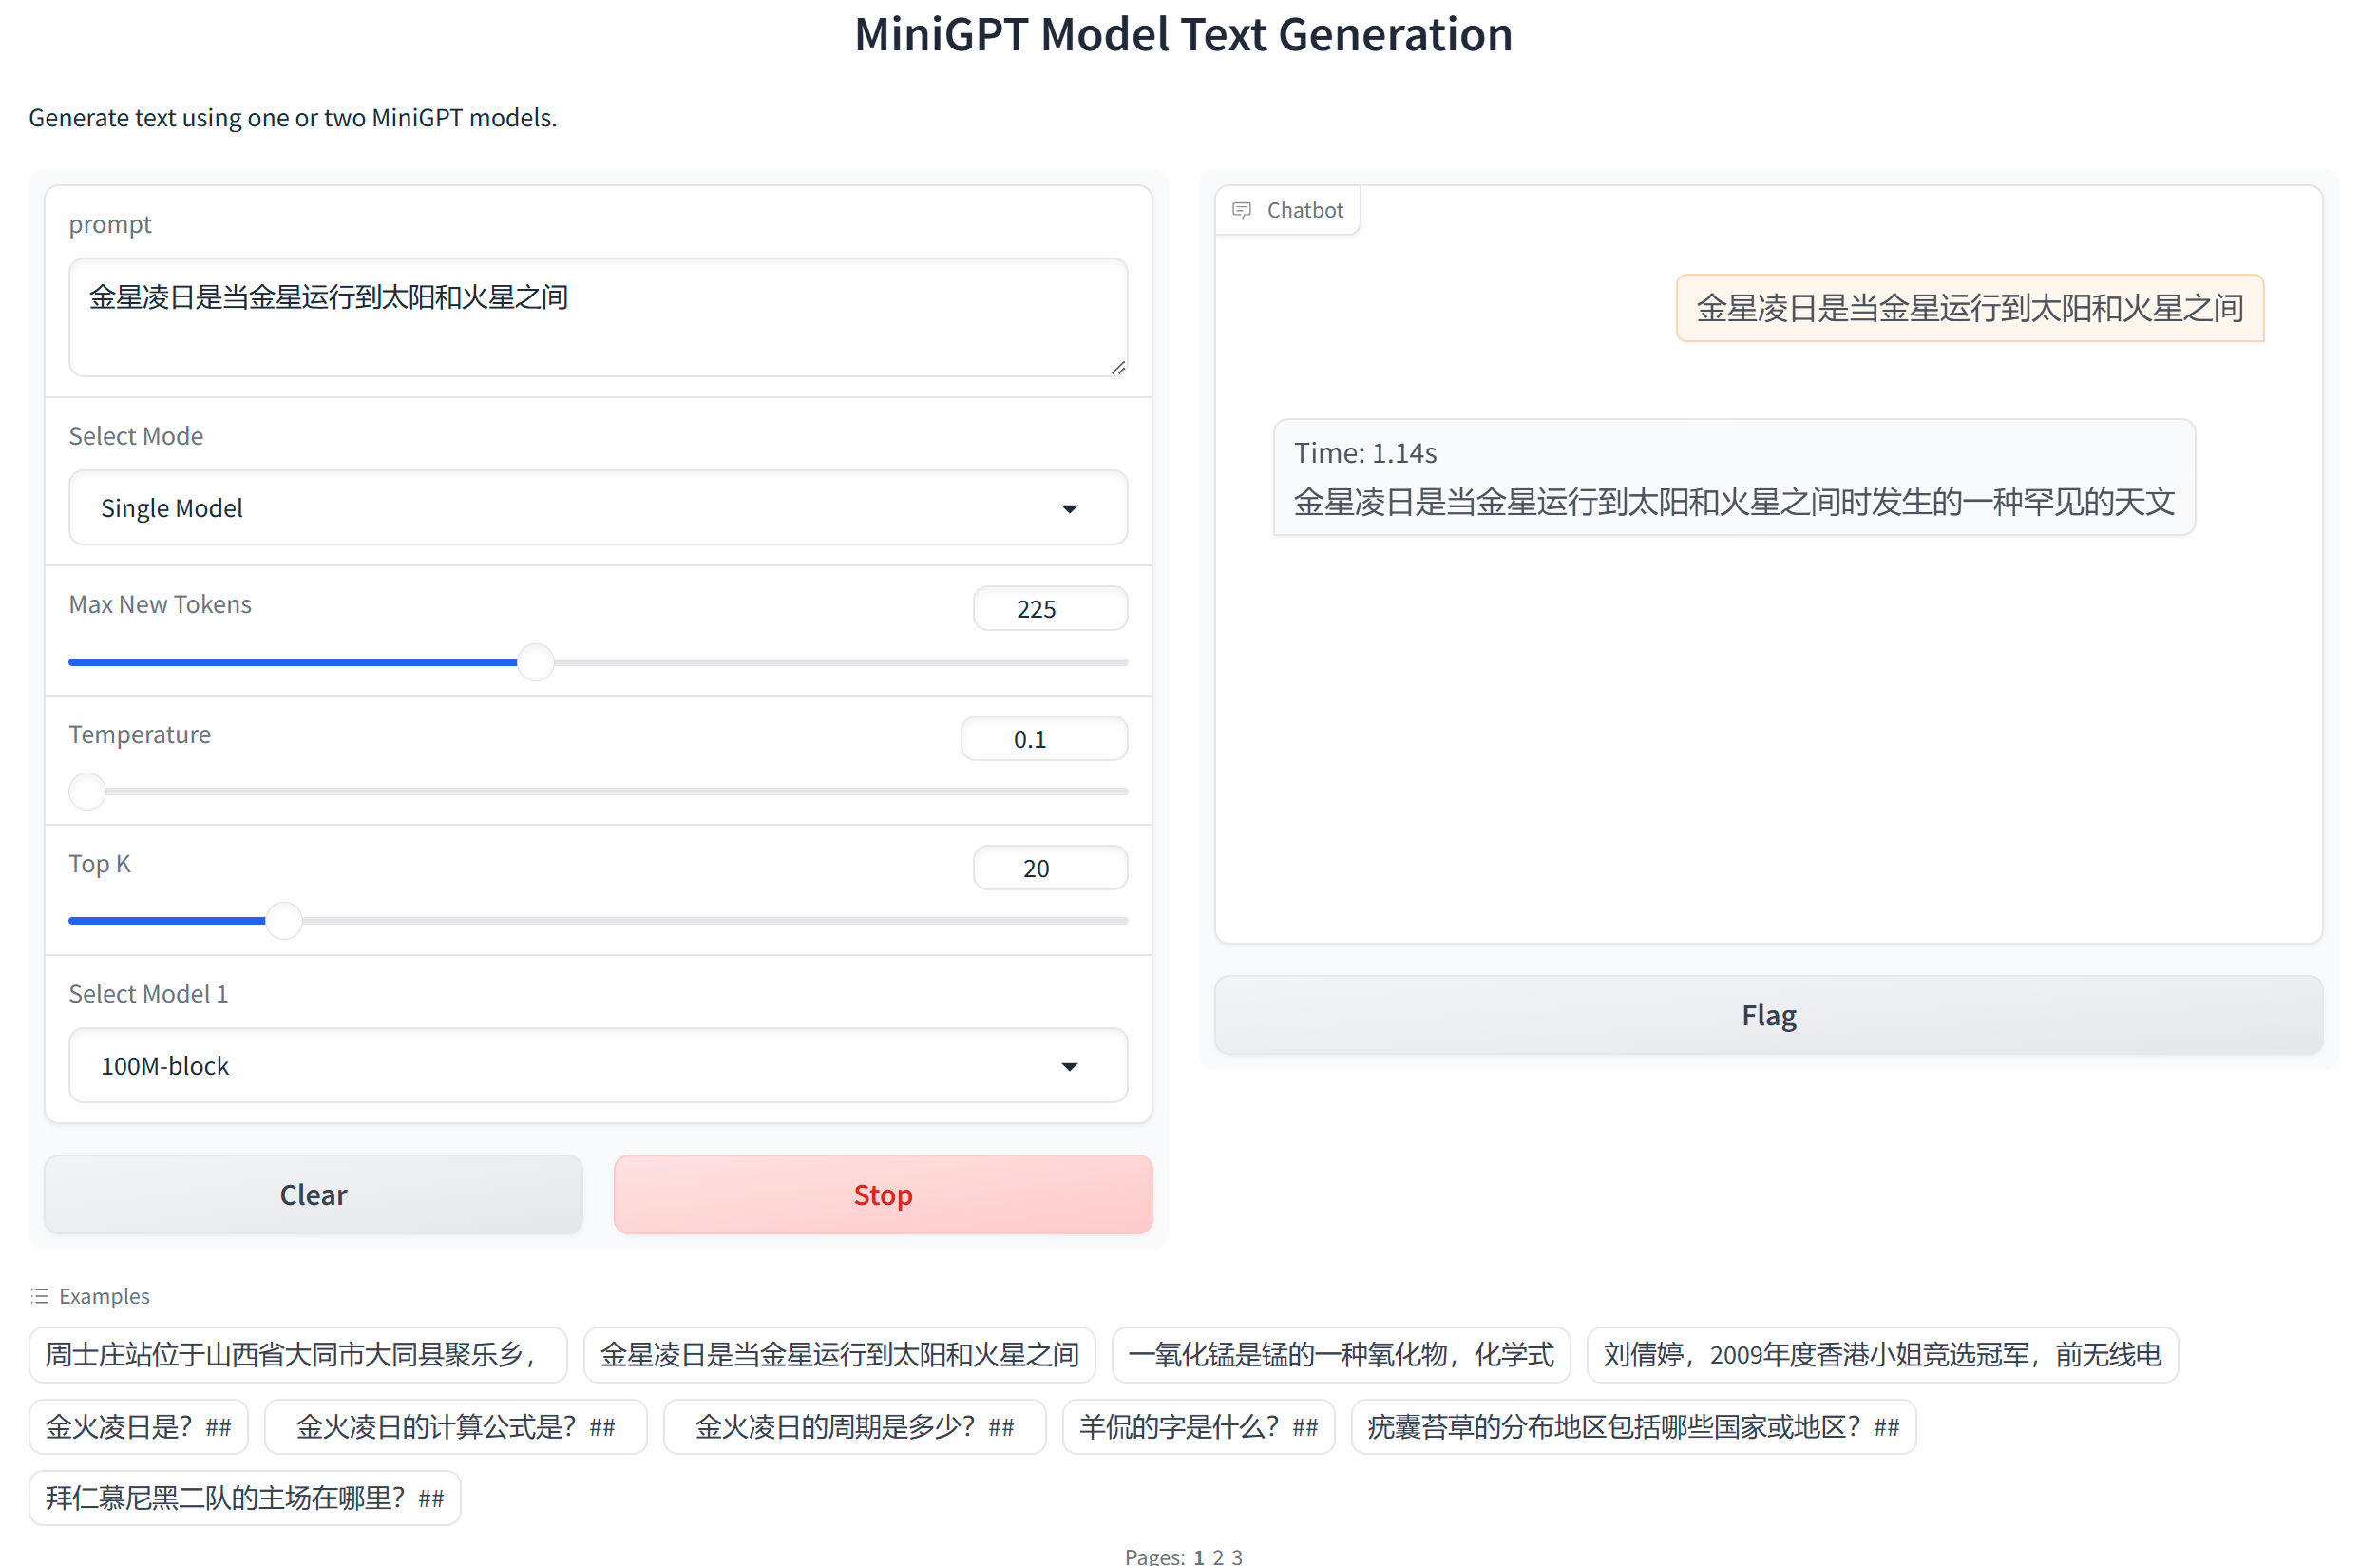 MiniGPT Model Text Generation
Generate text using one or two MiniGPT models.
prompt
金星凌日是当金星运行到太阳和火星之间
Select Mode
Single Model
Max New Tokens
225
Temperature
0.1
Top K
20
Select Model 1
100M-block
Clear
Stop
Chatbot
金星凌日是当金星运行到太阳和火星之间
Time: 1.14s
金星凌日是当金星运行到太阳和火星之间时发生的一种罕见的天文
Flag
Examples
周士庄站位于山西省大同市大同县聚乐乡，
金星凌日是当金星运行到太阳和火星之间
一氧化锰是锰的一种氧化物，化学式
刘倩婷，2009年度香港小姐竞选冠军，前无线电
金火凌日是？##
金火凌日的计算公式是？##
金火凌日的周期是多少？##
羊侃的字是什么？##
疣囊苔草的分布地区包括哪些国家或地区？##
拜仁慕尼黑二队的主场在哪里？##
Pages: 1 2 3